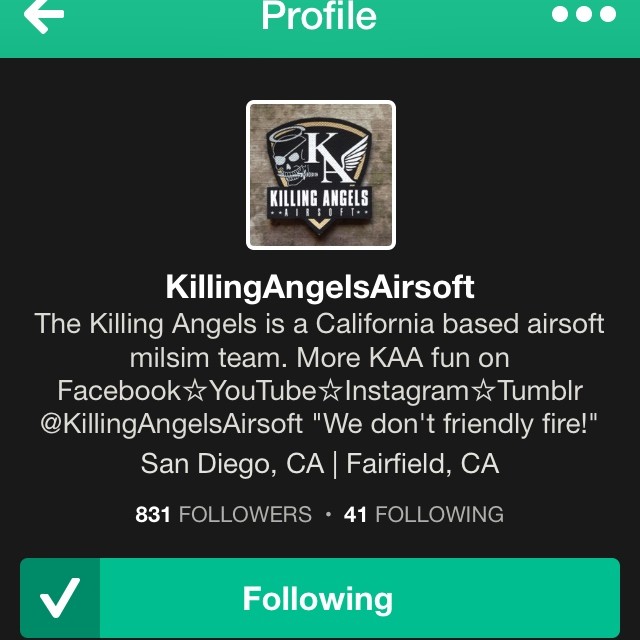 Profile
KA
KILLING ANGELS
AIRSOFT
KillingAngelsAirsoft
The Killing Angels is a California based airsoft
milsim team. More KAA fun on
Facebook☆YouTube☆Instagram☆Tumblr
@KillingAngelsAirsoft "We don't friendly fire!"
San Diego, CA | Fairfield, CA
831 FOLLOWERS • 41 FOLLOWING
Following